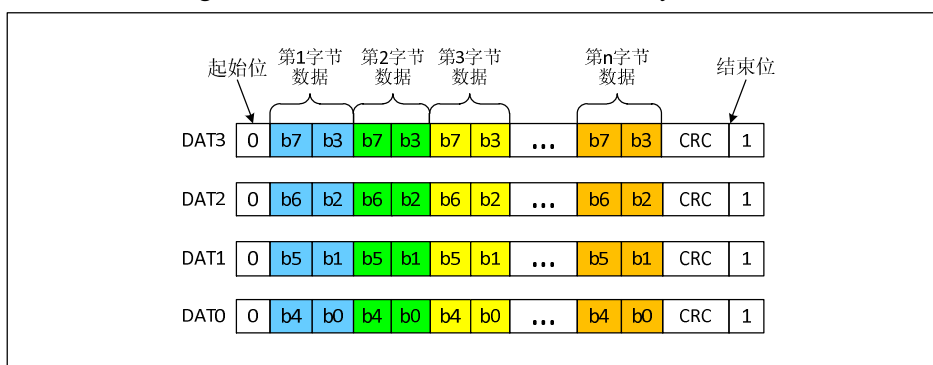 起始位 第1字节数据 第2字节数据 第3字节数据 第n字节数据 结束位
DAT3 0 b7 b3 b7 b3 b7 b3 ... b7 b3 CRC 1
DAT2 0 b6 b2 b6 b2 b6 b2 ... b6 b2 CRC 1
DAT1 0 b5 b1 b5 b1 b5 b1 ... b5 b1 CRC 1
DAT0 0 b4 b0 b4 b0 b4 b0 ... b4 b0 CRC 1